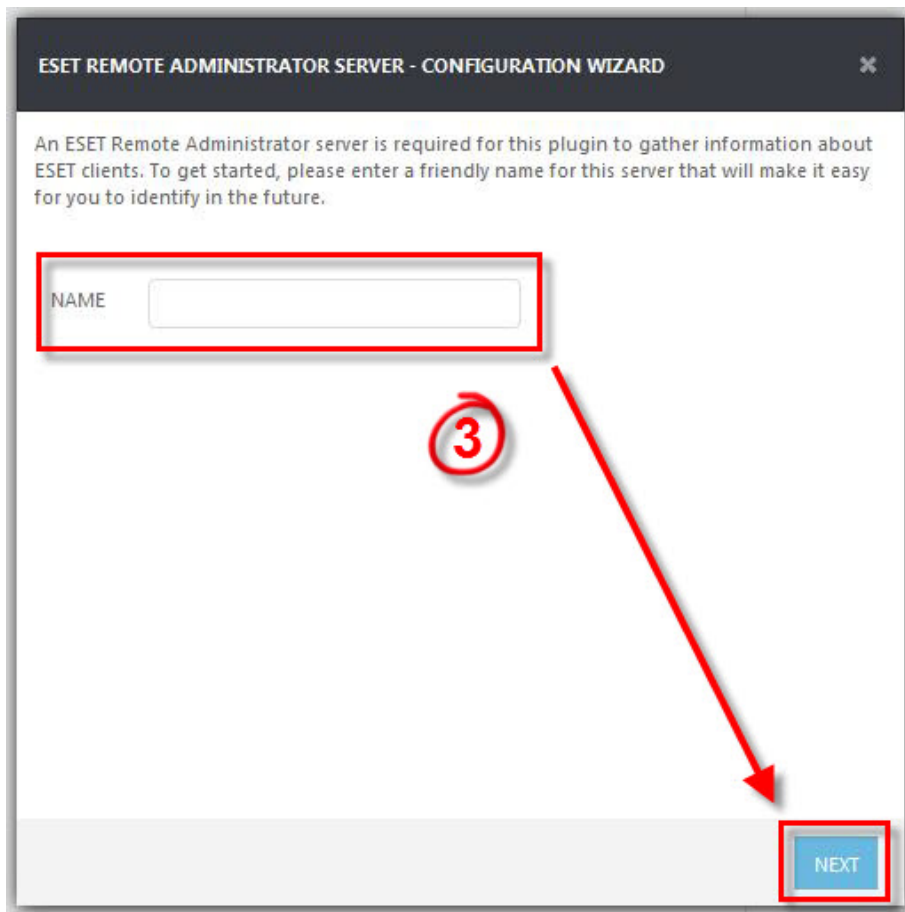 ESET REMOTE ADMINISTRATOR SERVER - CONFIGURATION WIZARD
An ESET Remote Administrator server is required for this plugin to gather information about
ESET clients. To get started, please enter a friendly name for this server that will make it easy
for you to identify in the future.
NAME
3
NEXT